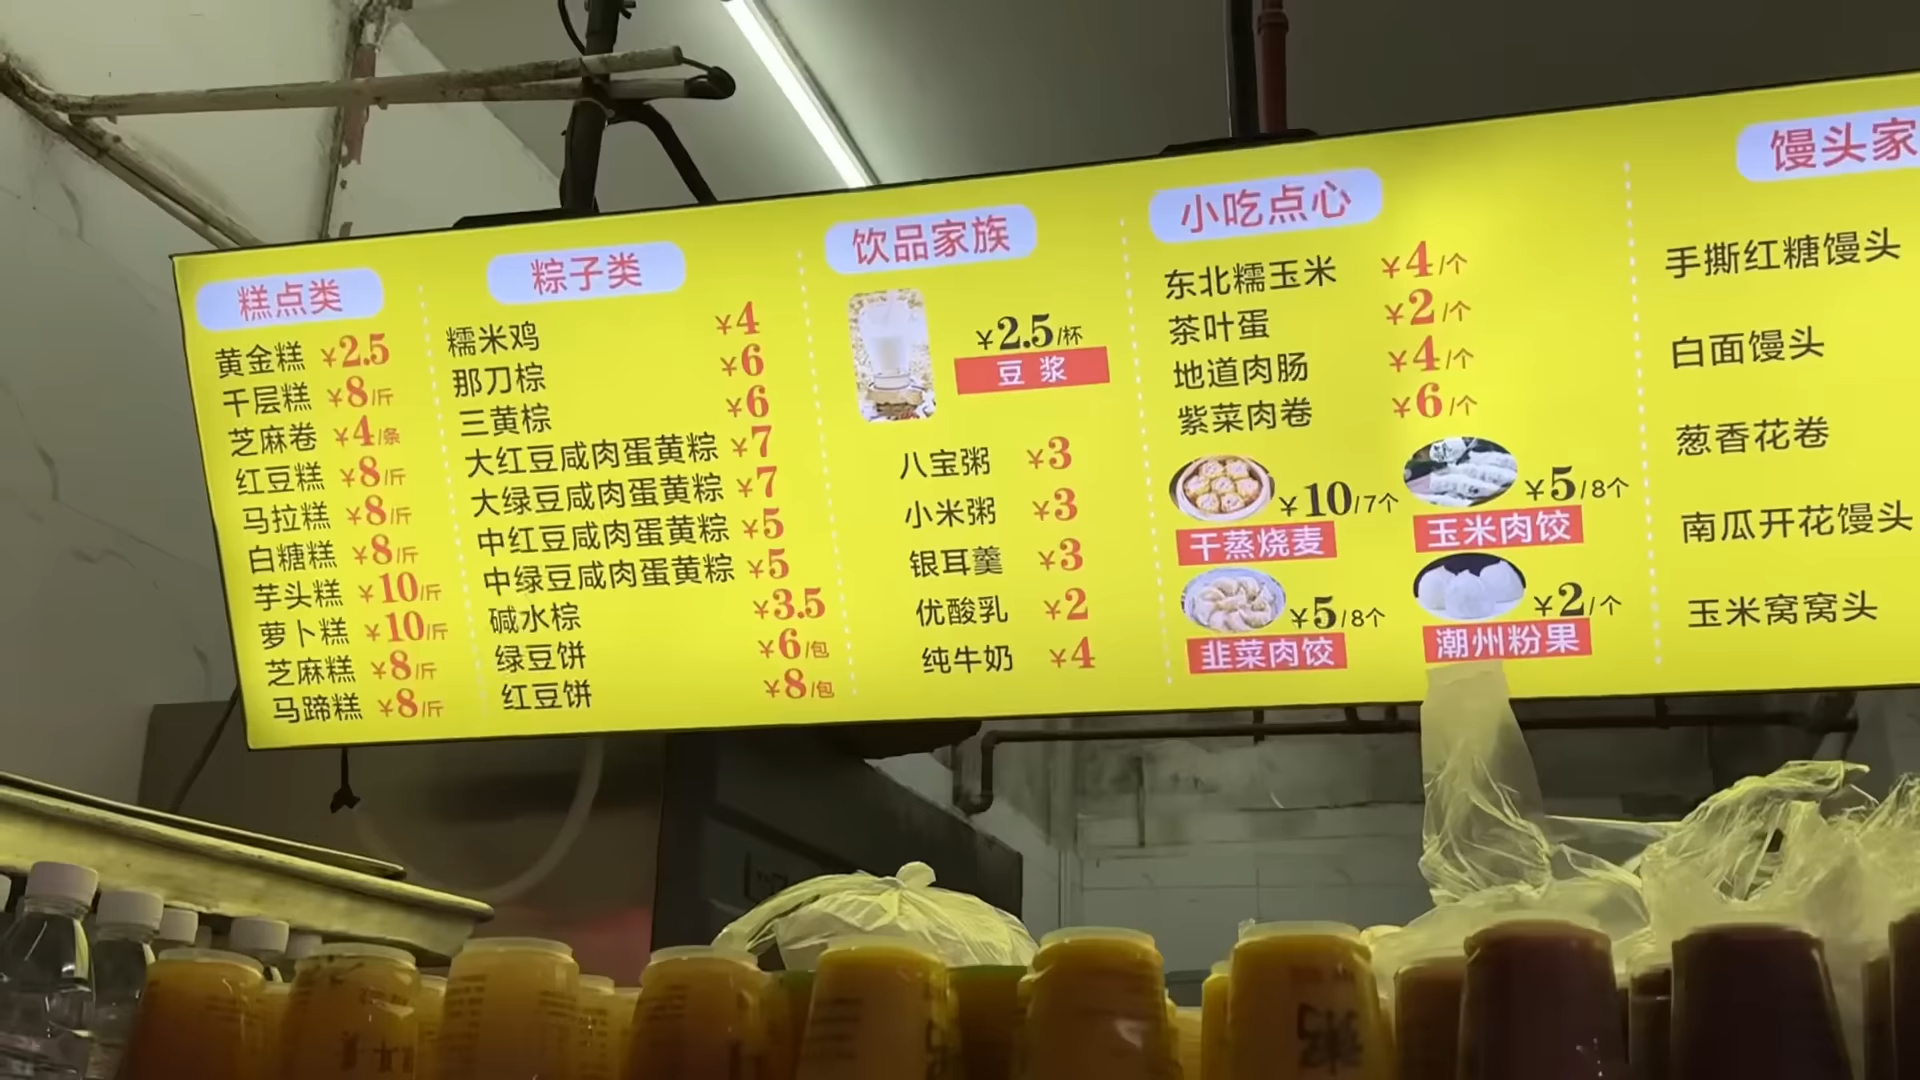 糕点类
黄金糕 ¥2.5
千层糕 ¥8/斤
芝麻卷 ¥4/条
红豆糕 ¥8/斤
马拉糕 ¥8/斤
白糖糕 ¥8/斤
芋头糕 ¥10/斤
萝卜糕 ¥10/斤
芝麻糕 ¥8/斤
马蹄糕 ¥8/斤
粽子类
糯米鸡 ¥4
那刀棕 ¥6
三黄棕 ¥6
大红豆咸肉蛋黄粽 ¥7
大绿豆咸肉蛋黄粽 ¥7
中红豆咸肉蛋黄粽 ¥5
中绿豆咸肉蛋黄粽 ¥5
碱水棕 ¥3.5
绿豆饼 ¥6/包
红豆饼 ¥8/包
饮品家族
¥2.5/杯
豆浆
八宝粥 ¥3
小米粥 ¥3
银耳羹 ¥3
优酸乳 ¥2
纯牛奶 ¥4
小吃点心
东北糯玉米 ¥4/个
茶叶蛋 ¥2/个
地道肉肠 ¥4/个
紫菜肉卷 ¥6/个
¥10/7个
干蒸烧麦
¥5/8个
玉米肉饺
¥5/8个
韭菜肉饺
¥2/个
潮州粉果
馒头家
手撕红糖馒头
白面馒头
葱香花卷
南瓜开花馒头
玉米窝窝头